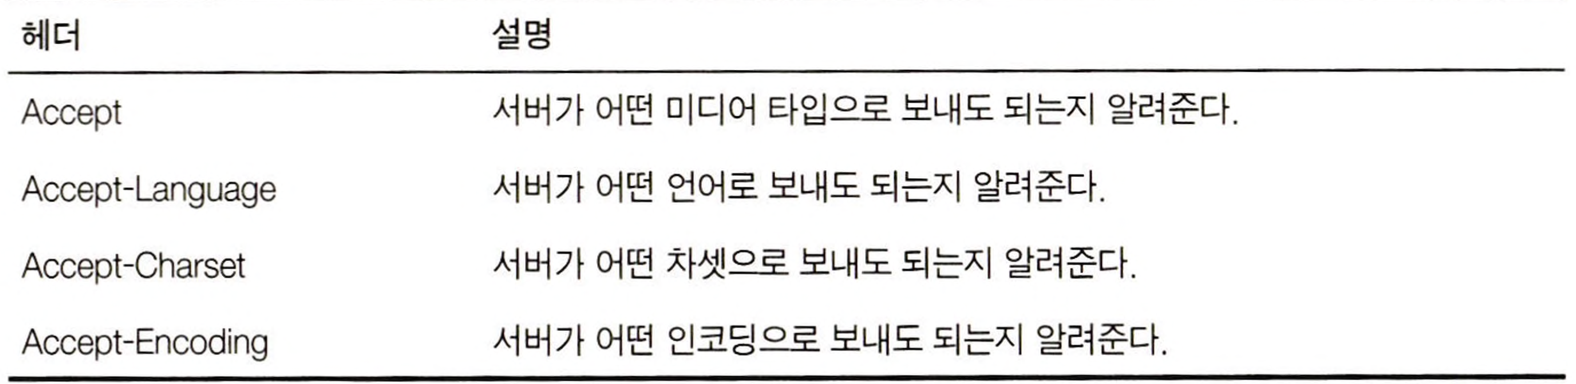 헤더 설명
Accept 서버가 어떤 미디어 타입으로 보내도 되는지 알려준다.
Accept-Language 서버가 어떤 언어로 보내도 되는지 알려준다.
Accept-Charset 서버가 어떤 차셋으로 보내도 되는지 알려준다.
Accept-Encoding 서버가 어떤 인코딩으로 보내도 되는지 알려준다.